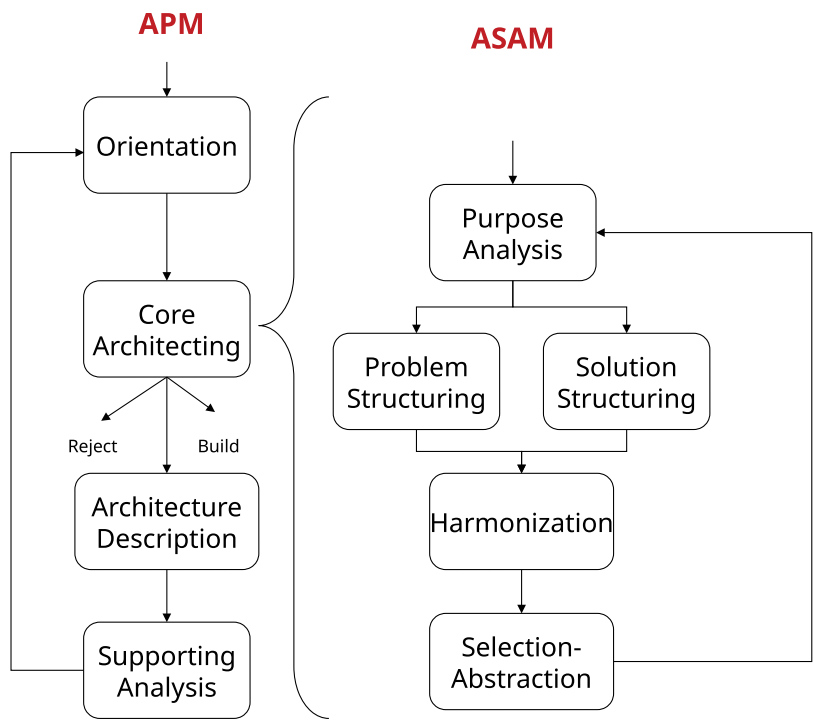 APM
Orientation
Core
Architecting
Reject
Build
Architecture
Description
Supporting
Analysis
ASAM
Purpose
Analysis
Problem
Structuring
Solution
Structuring
Harmonization
Selection-
Abstraction